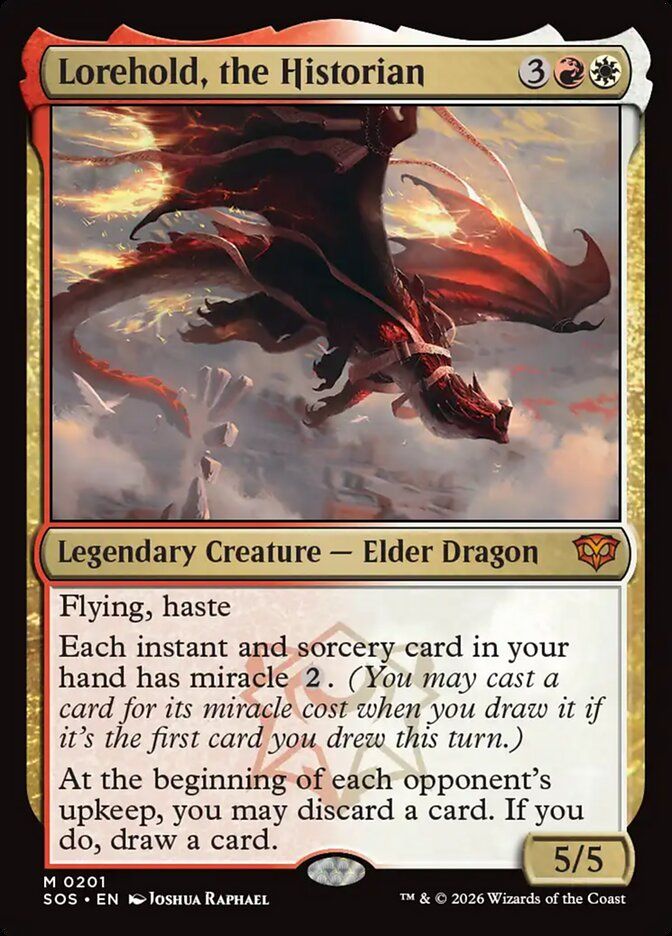 Lorehold, the Historian 3
Legendary Creature — Elder Dragon
Flying, haste
Each instant and sorcery card in your
hand has miracle 2. (You may cast a
card for its miracle cost when you draw it if
it's the first card you drew this turn.)
At the beginning of each opponent's
upkeep, you may discard a card. If you
do, draw a card.
5/5
M 0201
SOS • EN JOSHUA RAPHAEL
™ & © 2026 Wizards of the Coast